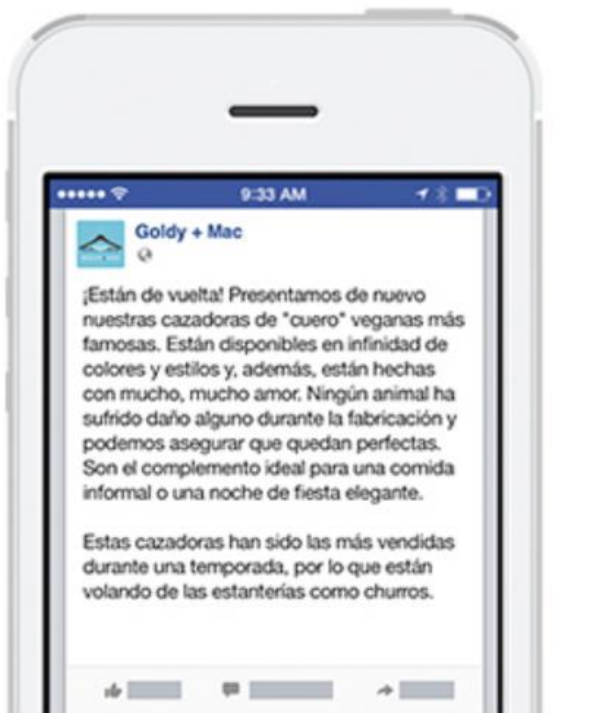 9:33 AM
Goldy + Mac
¡Están de vuelta! Presentamos de nuevo
nuestras cazadoras de "cuero" veganas más
famosas. Están disponibles en infinidad de
colores y estilos y, además, están hechas
con mucho, mucho amor. Ningún animal ha
sufrido daño alguno durante la fabricación y
podemos asegurar que quedan perfectas.
Son el complemento ideal para una comida
informal o una noche de fiesta elegante.
Estas cazadoras han sido las más vendidas
durante una temporada, por lo que están
volando de las estanterías como churros.